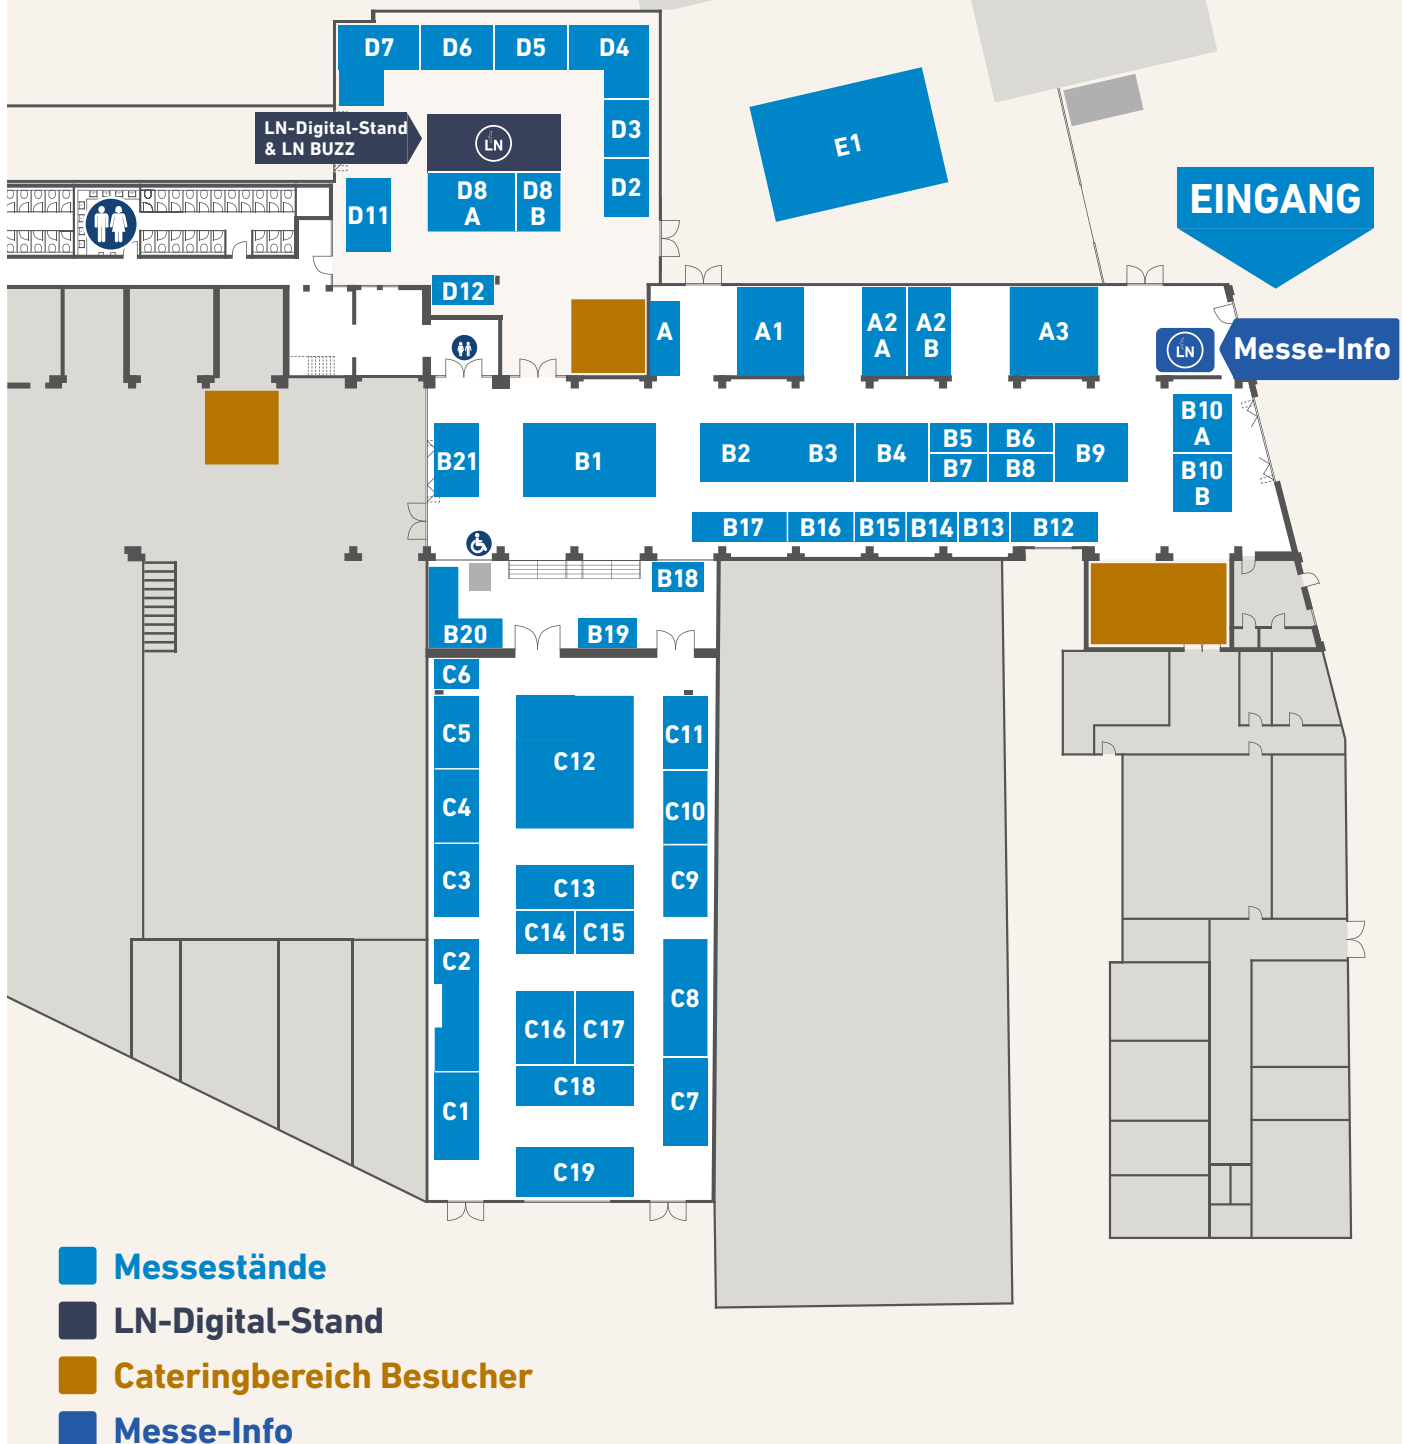 D7 D6 D5 D4
LN-Digital-Stand
& LN BUZZ
LN
D3
E1
D8
A
D8
B
D2
D11
EINGANG
D12
A
A1
A2
A
A2
B
A3
LN
Messe-Info
B21
B1
B2
B3
B4
B5
B6
B7
B8
B9
B10
A
B10
B
B17
B16
B15
B14
B13
B12
B18
B20
B19
C6
C5
C12
C11
C4
C10
C3
C13
C9
C14
C15
C2
C8
C16
C17
C18
C1
C7
C19
Messestände
LN-Digital-Stand
Cateringbereich Besucher
Messe-Info